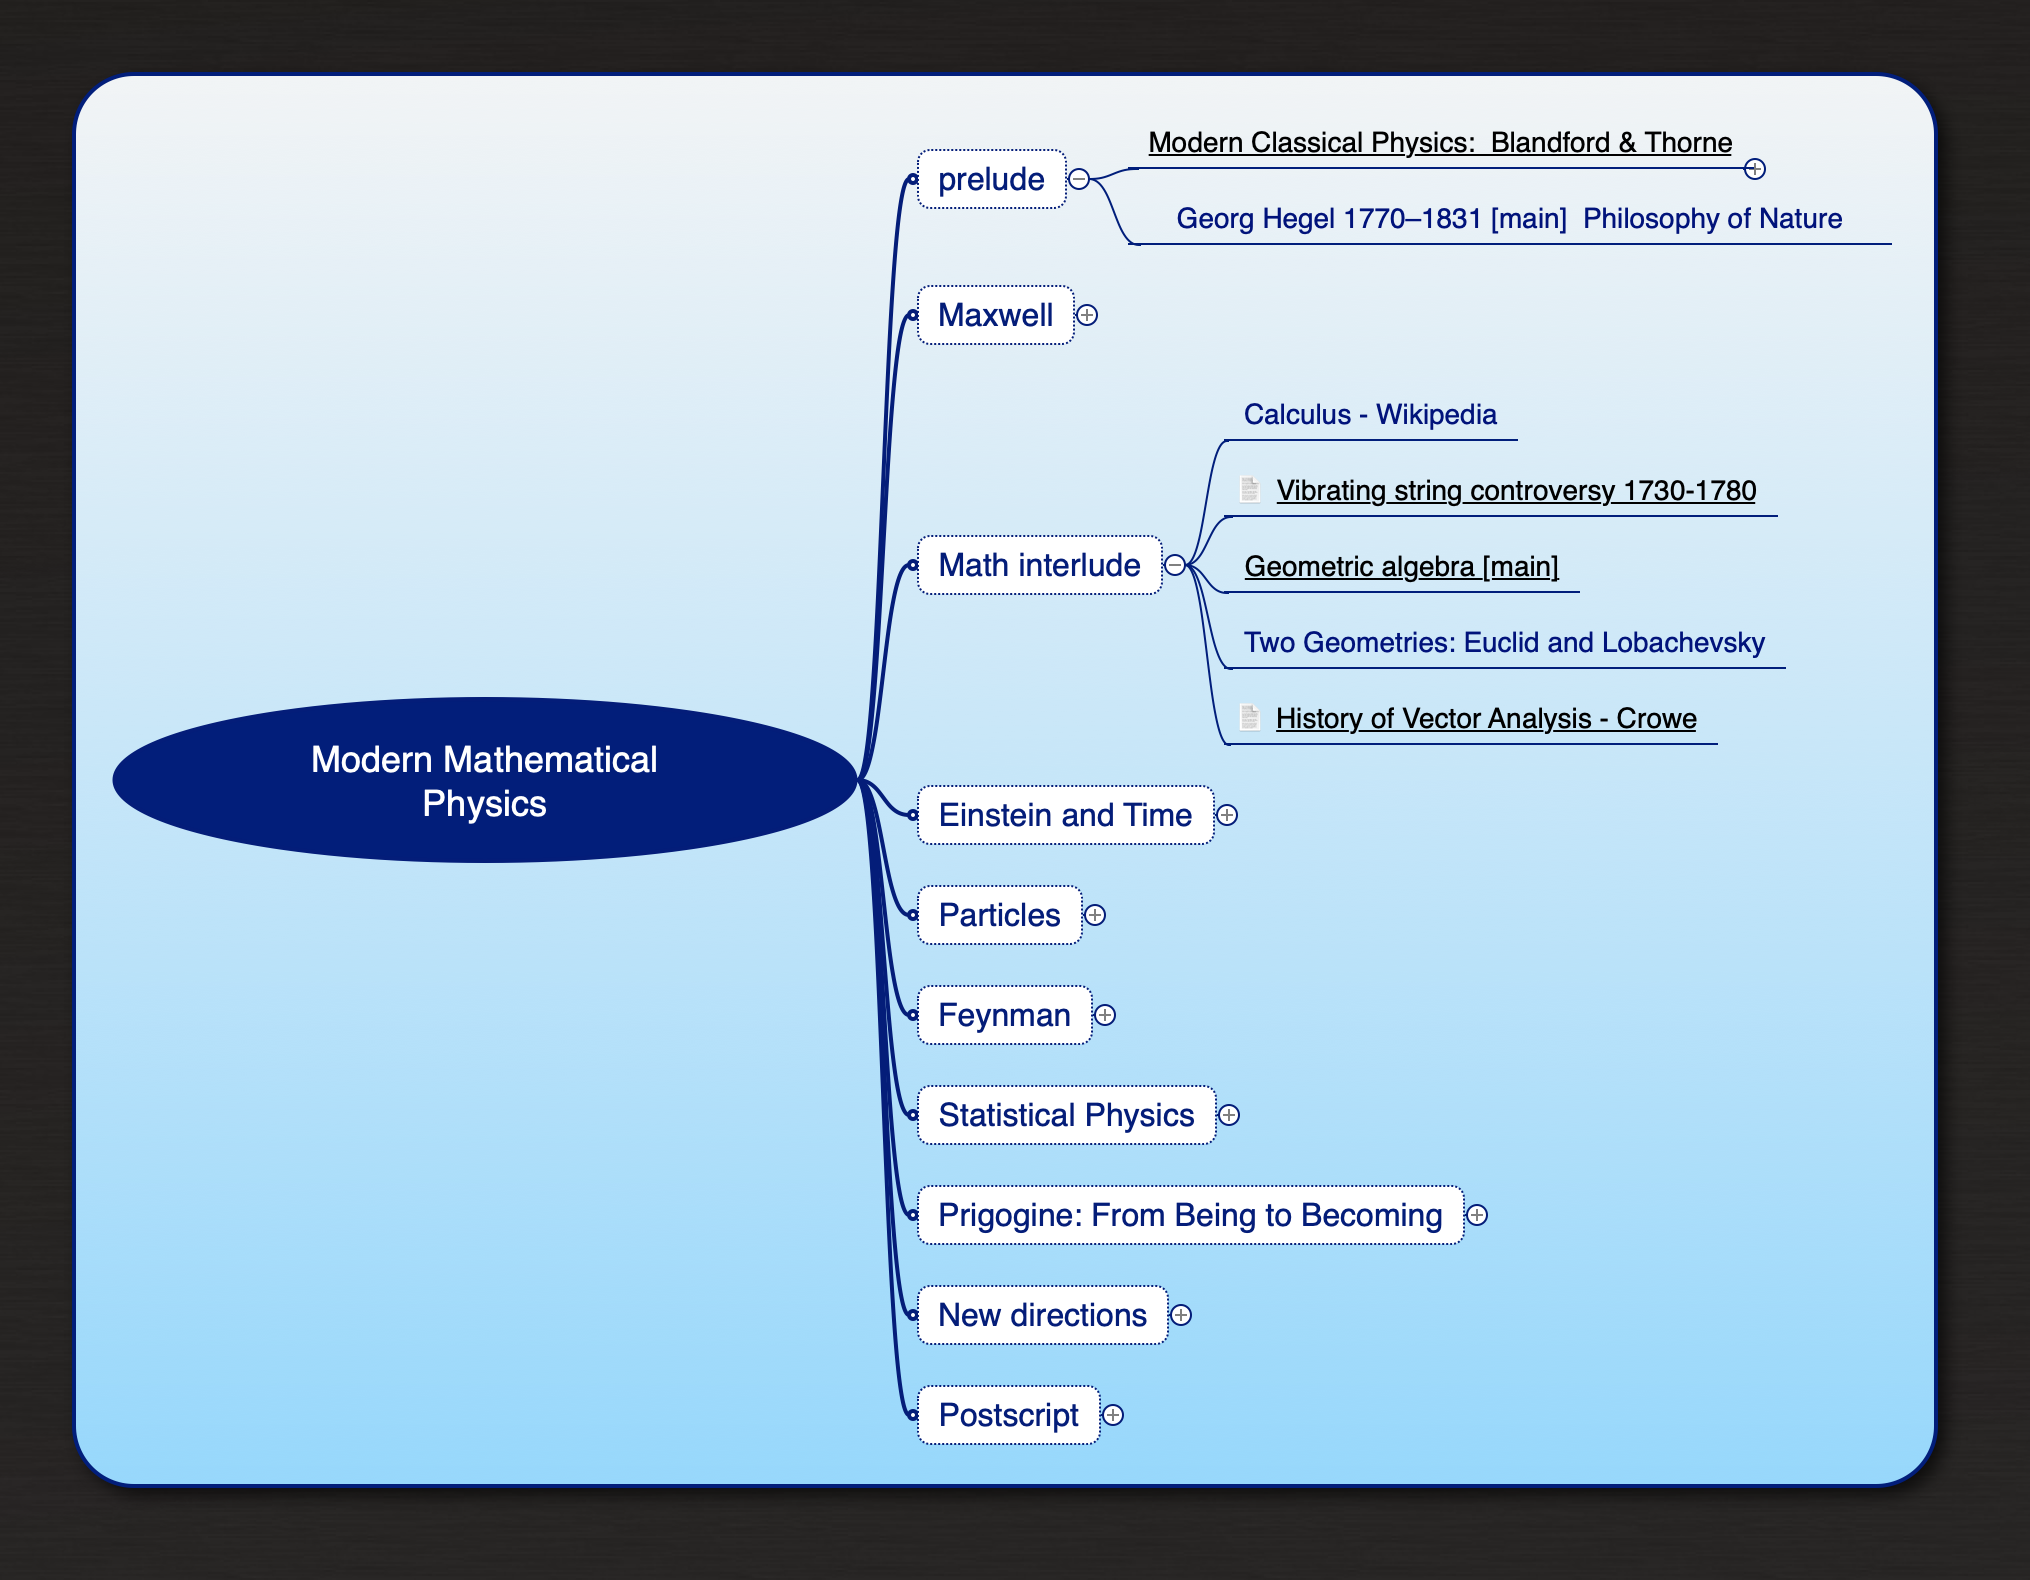 Modern Mathematical
Physics
prelude
Modern Classical Physics:  Blandford & Thorne
Georg Hegel 1770–1831 [main]  Philosophy of Nature
Maxwell
Math interlude
Calculus - Wikipedia
Vibrating string controversy 1730-1780
Geometric algebra [main]
Two Geometries: Euclid and Lobachevsky
History of Vector Analysis - Crowe
Einstein and Time
Particles
Feynman
Statistical Physics
Prigogine: From Being to Becoming
New directions
Postscript